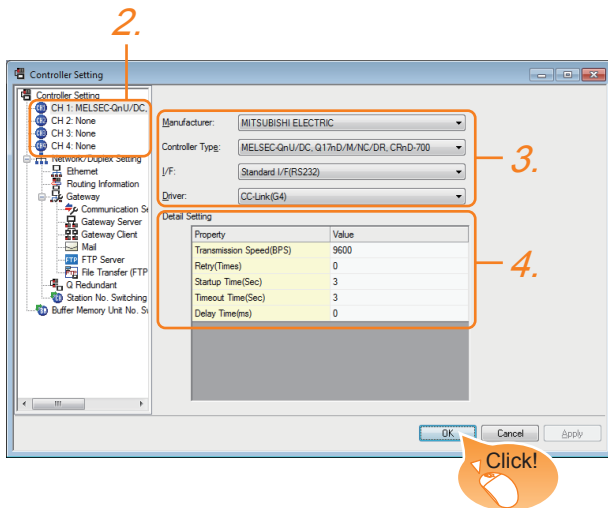 2.
Controller Setting
Controller Setting
CH 1: MELSEC-QnU/DC,
CH 2: None
CH 3: None
CH 4: None
Network/Duplex Setting
Ethernet
Routing Information
Gateway
Communication Se
Gateway Server
Gateway Client
Mail
FTP Server
File Transfer (FTP
Q Redundant
Station No. Switching
Buffer Memory Unit No. Sw
Manufacturer: MITSUBISHI ELECTRIC
Controller Type: MELSEC-QnU/DC, Q17nD/M/NC/DR, CRnD-700
I/F: Standard I/F(RS232)
Driver: CC-Link(G4)
3.
Detail Setting
Property Value
Transmission Speed(BPS) 9600
Retry(Times) 0
Startup Time(Sec) 3
Timeout Time(Sec) 3
Delay Time(ms) 0
4.
OK Cancel Apply
Click!